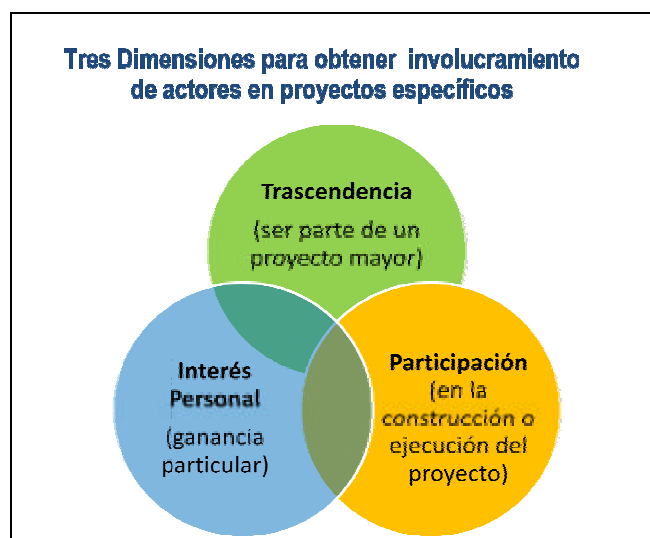 Tres Dimensiones para obtener involucramiento
de actores en proyectos específicos
Trascendencia
(ser parte de un
proyecto mayor)
Interés
Personal
(ganancia
particular)
Participación
(en la
construcción o
ejecución del
proyecto)